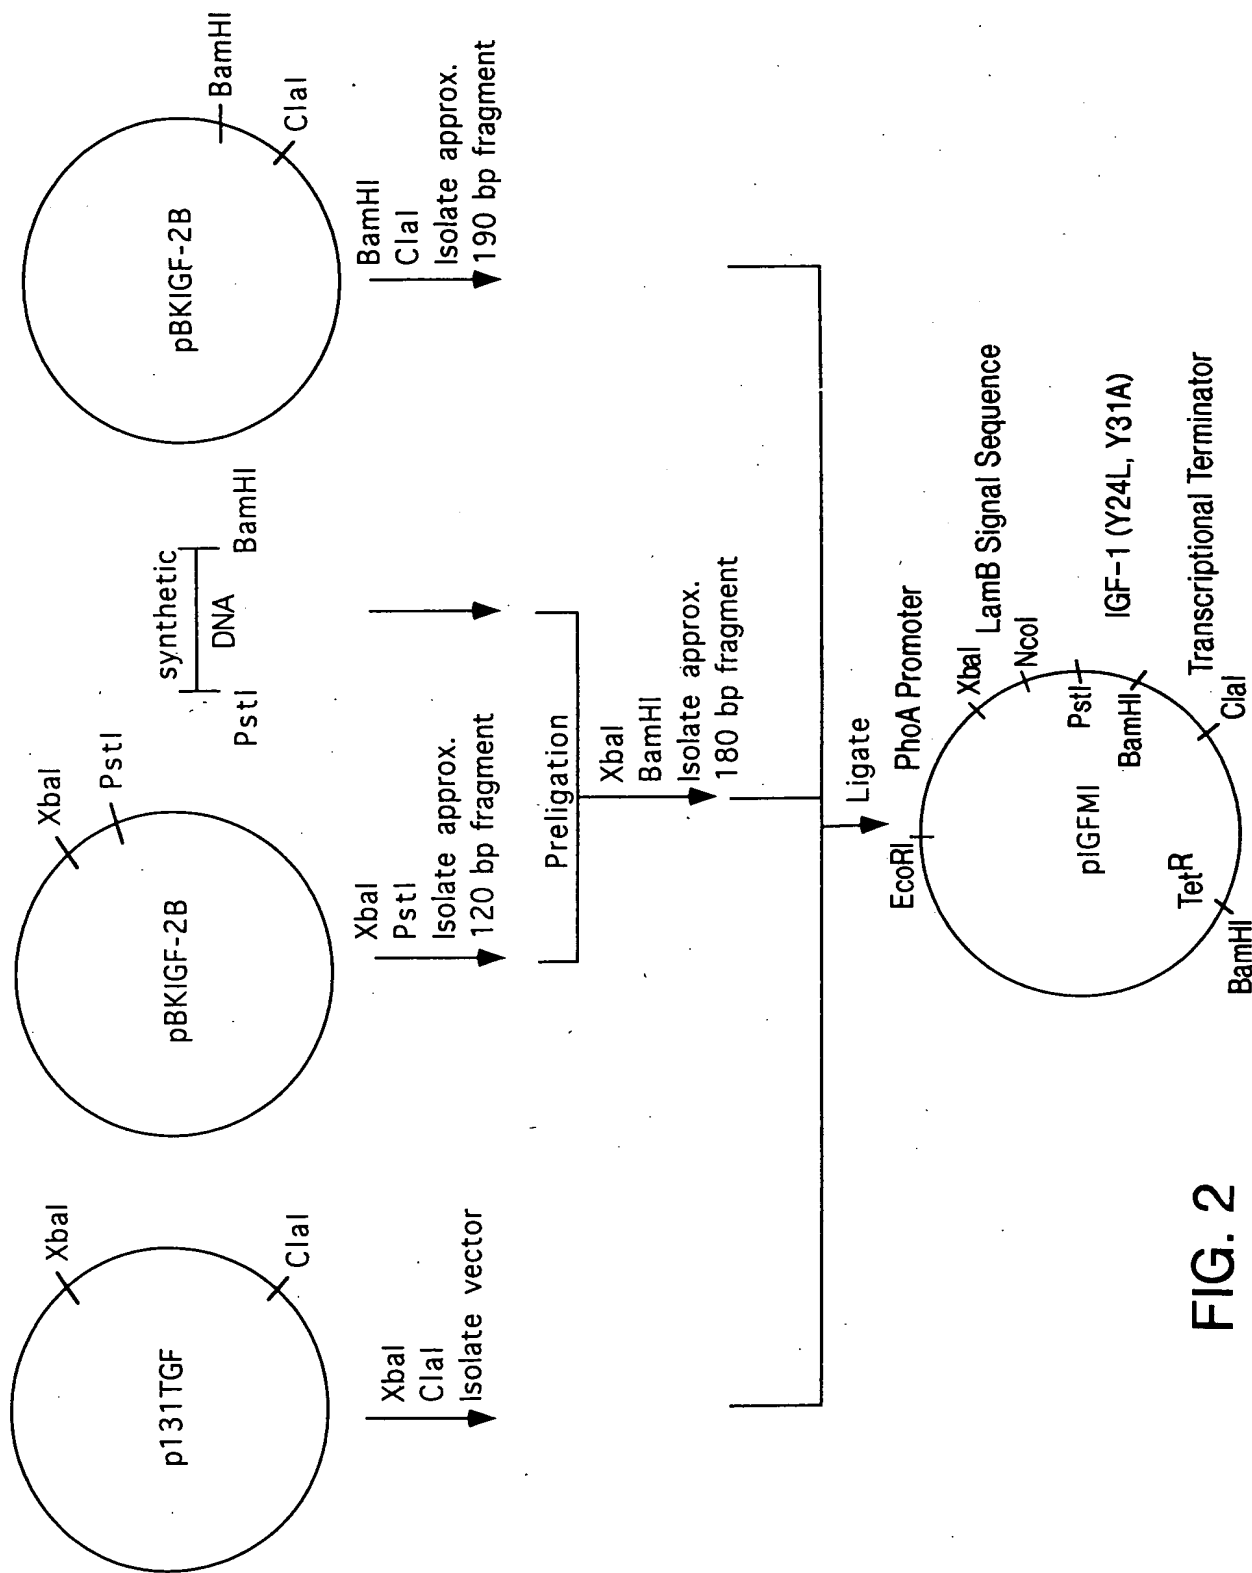 p131TGF
XbaI
ClaI
XbaI
ClaI
Isolate vector
pBKIGF-2B
XbaI
PstI
XbaI
PstI
Isolate approx.
120 bp fragment
synthetic
DNA
PstI
BamHI
pBKIGF-2B
BamHI
ClaI
BamHI
ClaI
Isolate approx.
190 bp fragment
Preligation
XbaI
BamHI
Isolate approx.
180 bp fragment
Ligate
EcoRI
PhoA Promoter
XbaI
LamB Signal Sequence
NcoI
PstI
IGF-1 (Y24L, Y31A)
BamHI
Transcriptional Terminator
ClaI
pIGFMI
TetR
BamHI
FIG. 2